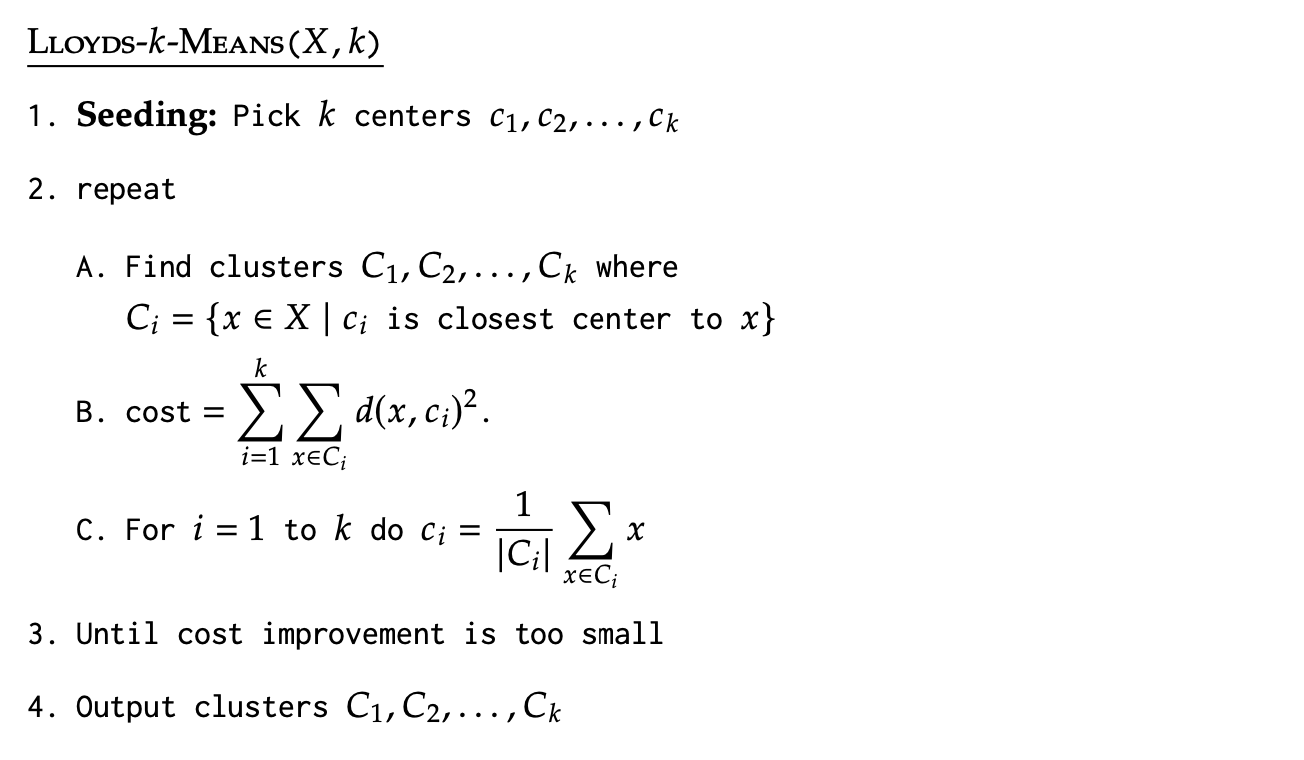 Lloyds-k-Means(X, k)
1. Seeding: Pick k centers c₁, c₂, . . . , cₖ
2. repeat
A. Find clusters C₁, C₂, . . . , Cₖ where
Cᵢ = {x ∈ X | cᵢ is closest center to x}
B. cost = ∑_{i=1}^{k} ∑_{x∈Cᵢ} d(x, cᵢ)².
C. For i = 1 to k do cᵢ = \frac{1}{|Cᵢ|} ∑_{x∈Cᵢ} x
3. Until cost improvement is too small
4. Output clusters C₁, C₂, . . . , Cₖ